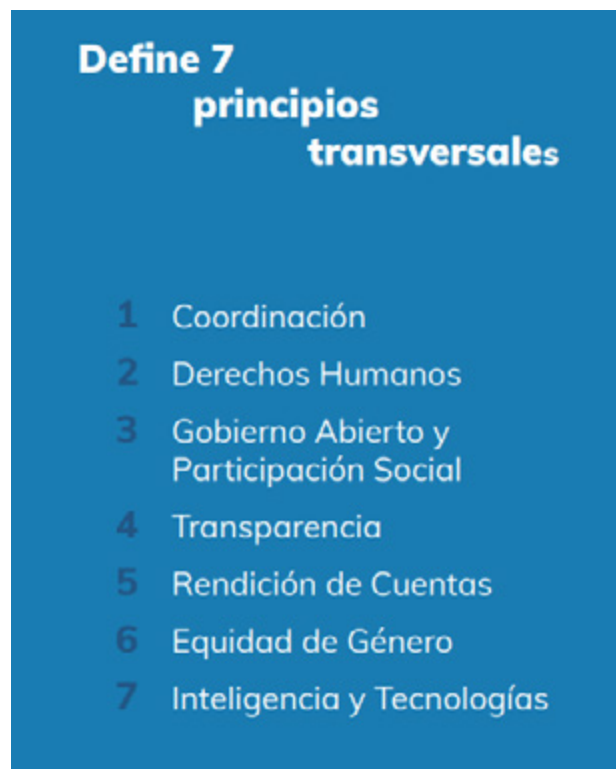 Define 7
principios
transversales
1 Coordinación
2 Derechos Humanos
3 Gobierno Abierto y
Participación Social
4 Transparencia
5 Rendición de Cuentas
6 Equidad de Género
7 Inteligencia y Tecnologías